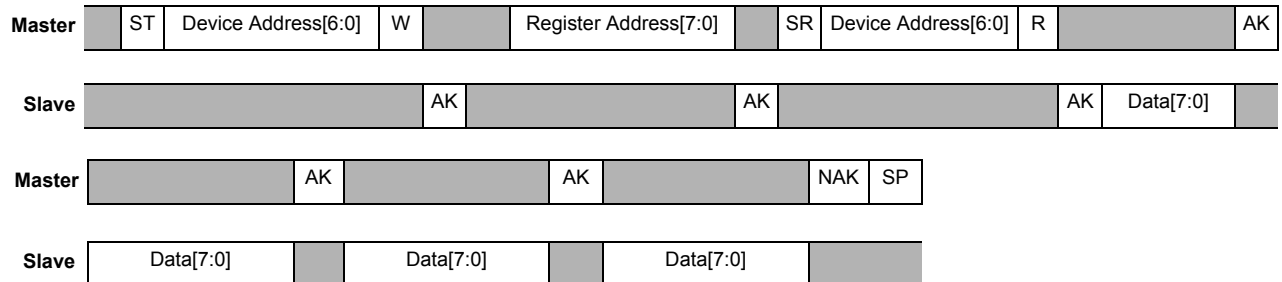 Master ST Device Address[6:0] W Register Address[7:0] SR Device Address[6:0] R AK
Slave AK AK AK Data[7:0]
Master AK AK NAK SP
Slave Data[7:0] Data[7:0] Data[7:0]